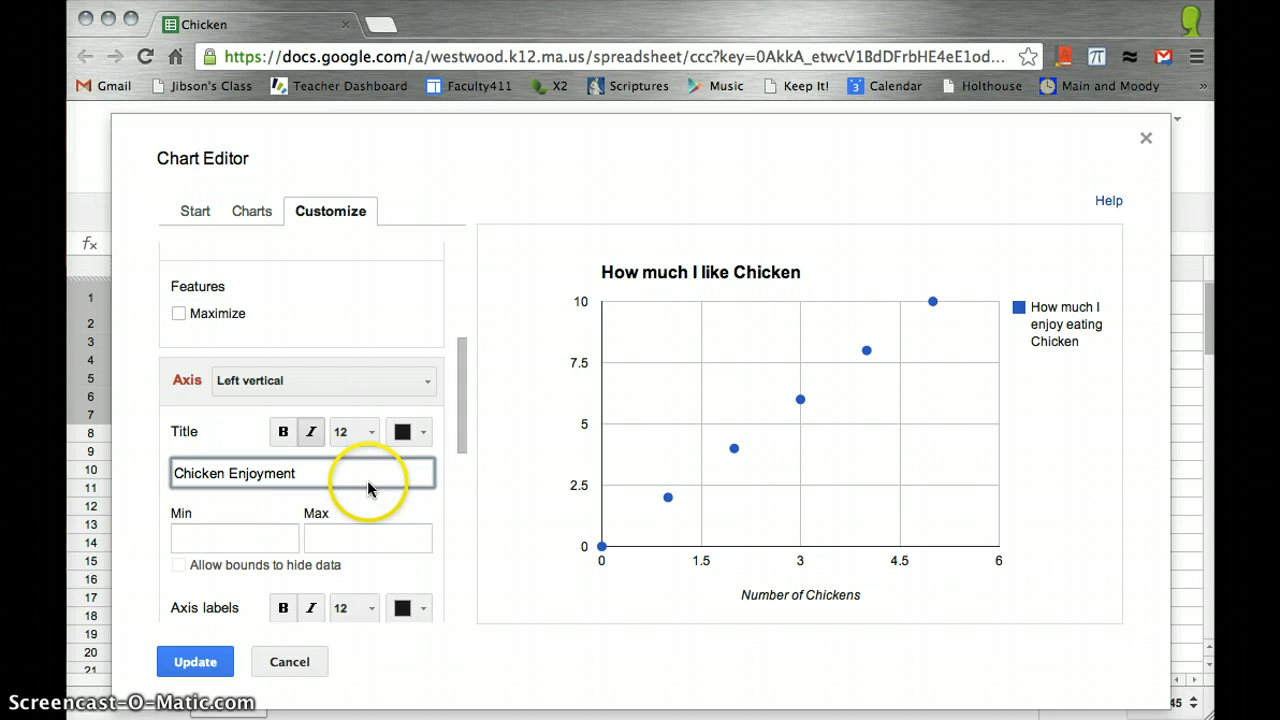 Chicken
https://docs.google.com/a/westwood.k12.ma.us/spreadsheet/ccc?key=0AkkA_etwcV1BdDFrbHE4eE1od...
Gmail Jibson's Class Teacher Dashboard Faculty411 X2 Scriptures Music Keep It! 3 Calendar Holthouse Main and Moody »
Chart Editor
Help
Start Charts Customize
fx
Features
Maximize
Axis Left vertical
Title B I 12
Chicken Enjoyment
Min Max
Allow bounds to hide data
Axis labels B I 12
Update Cancel
How much I like Chicken
10
7.5
5
2.5
0
0 1.5 3 4.5 6
Number of Chickens
How much I
enjoy eating
Chicken
1
2
3
4
5
6
7
8
9
10
11
12
13
14
15
16
17
18
19
20
21
45
Screencast-O-Matic.com